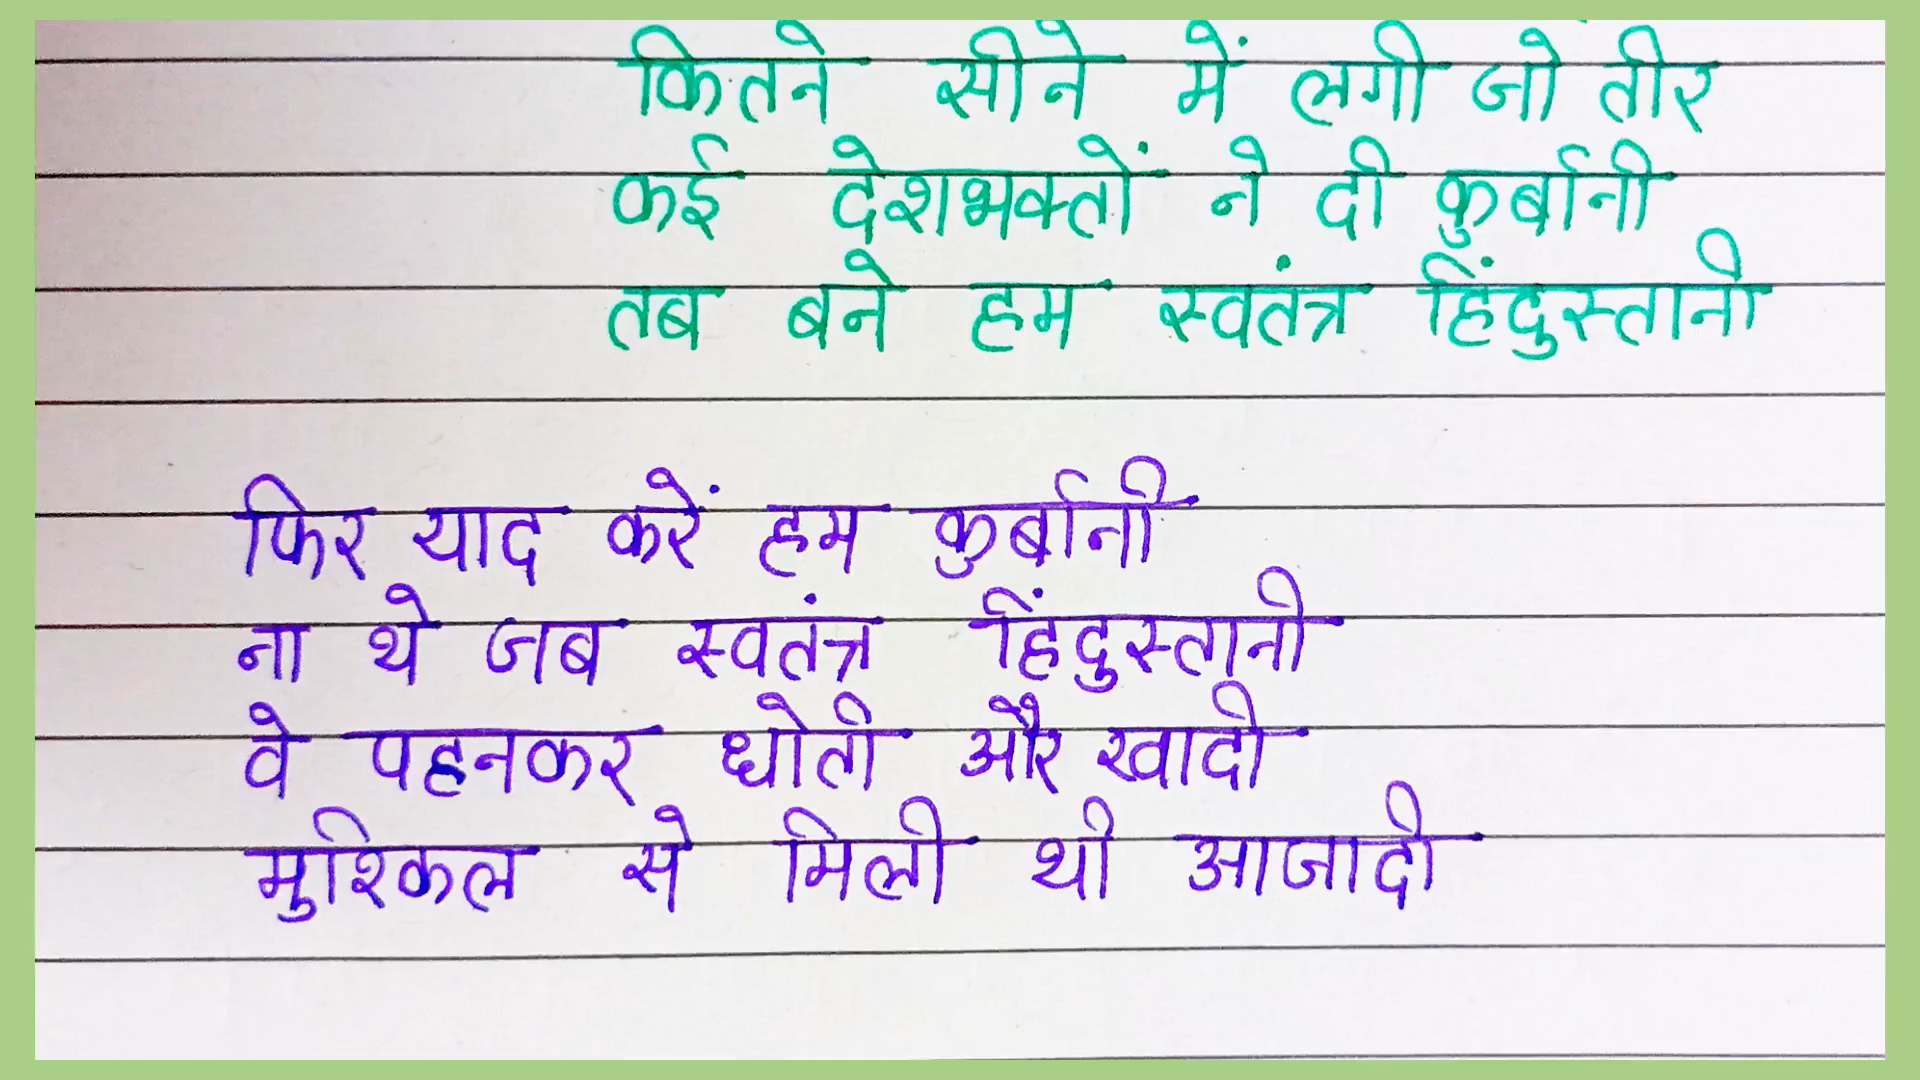 कितने सीने में लगी जो तीर
कई देशभक्तों ने दी कुर्बानी
तब बने हम स्वतंत्र हिंदुस्तानी
फिर याद करें हम कुर्बानी
ना थे जब स्वतंत्र हिंदुस्तानी
वे पहनकर धोती और खादी
मुश्किल से मिली थी आजादी